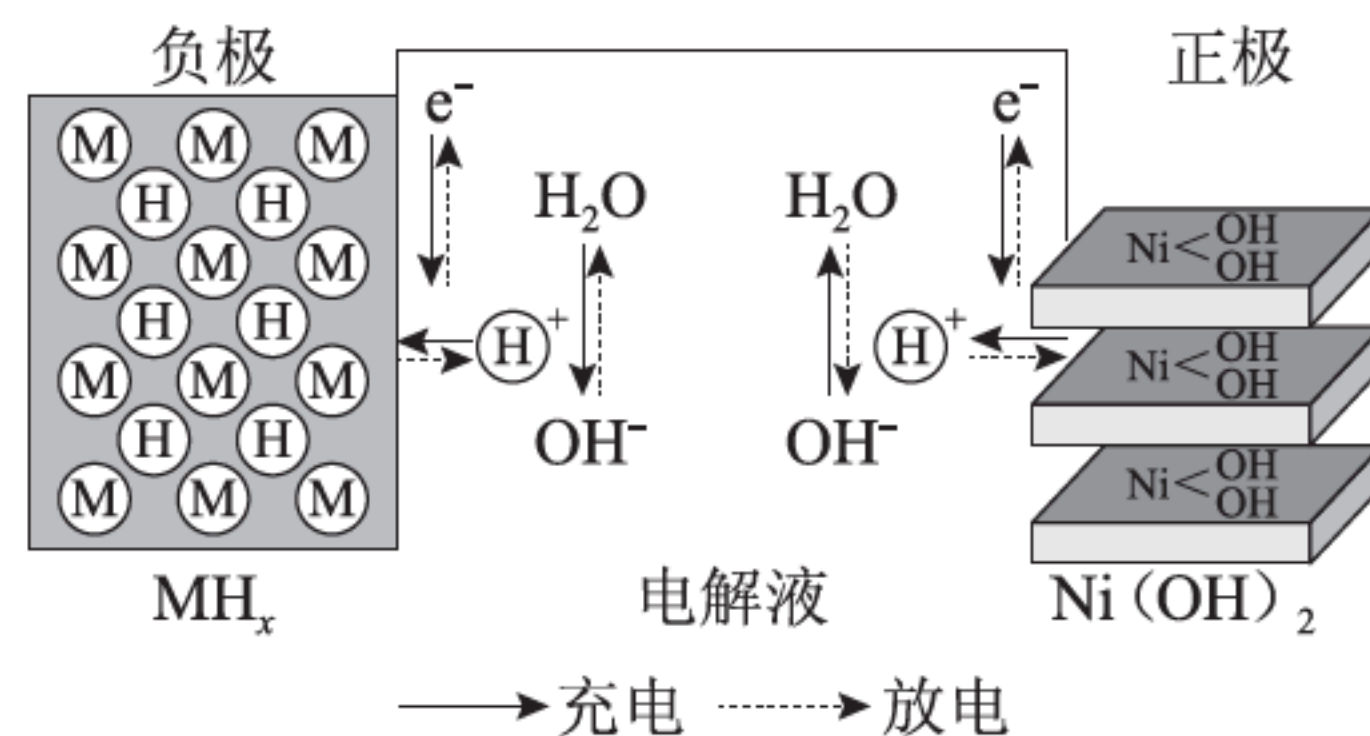 负极
正极
e⁻
e⁻
M M M
H H
H₂O
H₂O
Ni<OH OH
M M M
H H
H⁺
H⁺
Ni<OH OH
M M M
H H
OH⁻
OH⁻
Ni<OH OH
M M M
MHₓ
电解液
Ni(OH)₂
充电
放电